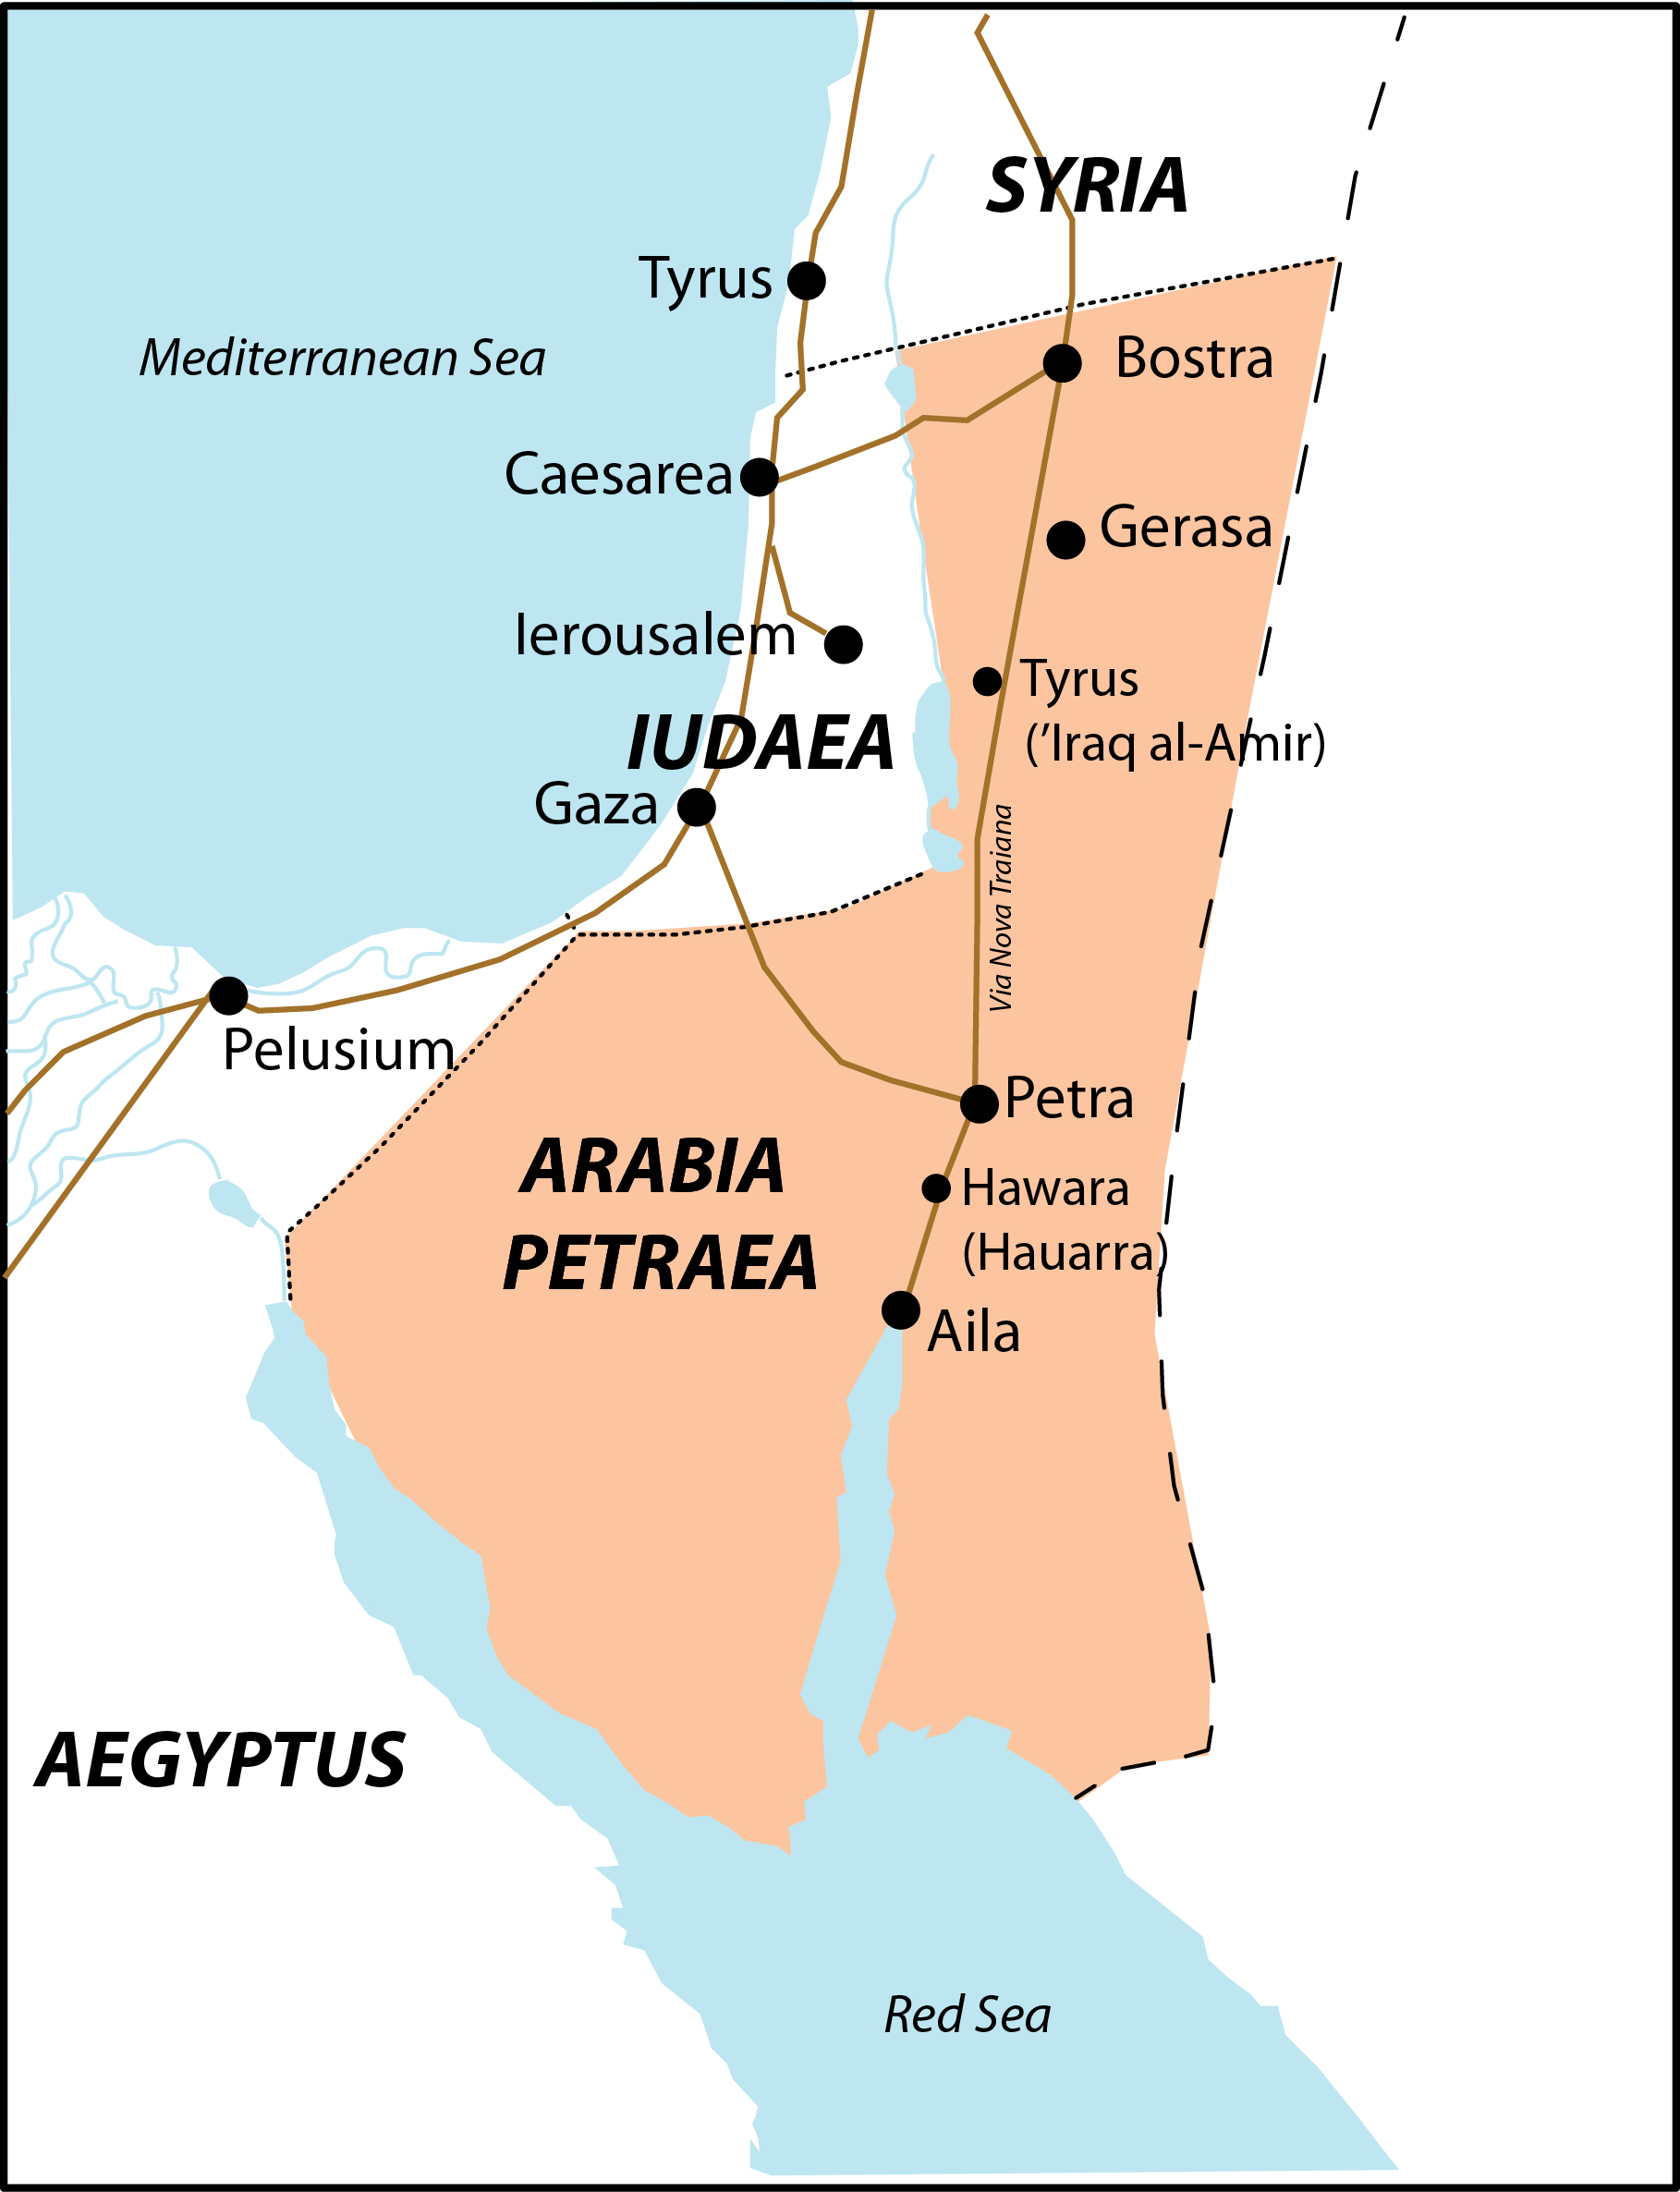 SYRIA
Tyrus
Mediterranean Sea
Bostra
Caesarea
Gerasa
Ierousalem
Tyrus
(’Iraq al-Amir)
IUDAEA
Gaza
Via Nova Traiana
Pelusium
Petra
ARABIA
PETRAEA
Hawara
(Hauarra)
Aila
AEGYPTUS
Red Sea